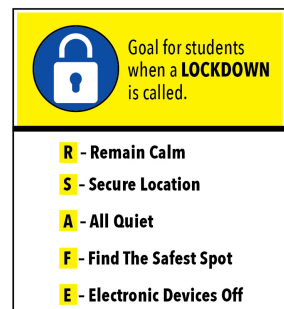 Goal for students
when a LOCKDOWN
is called.
R - Remain Calm
S - Secure Location
A - All Quiet
F - Find The Safest Spot
E - Electronic Devices Off